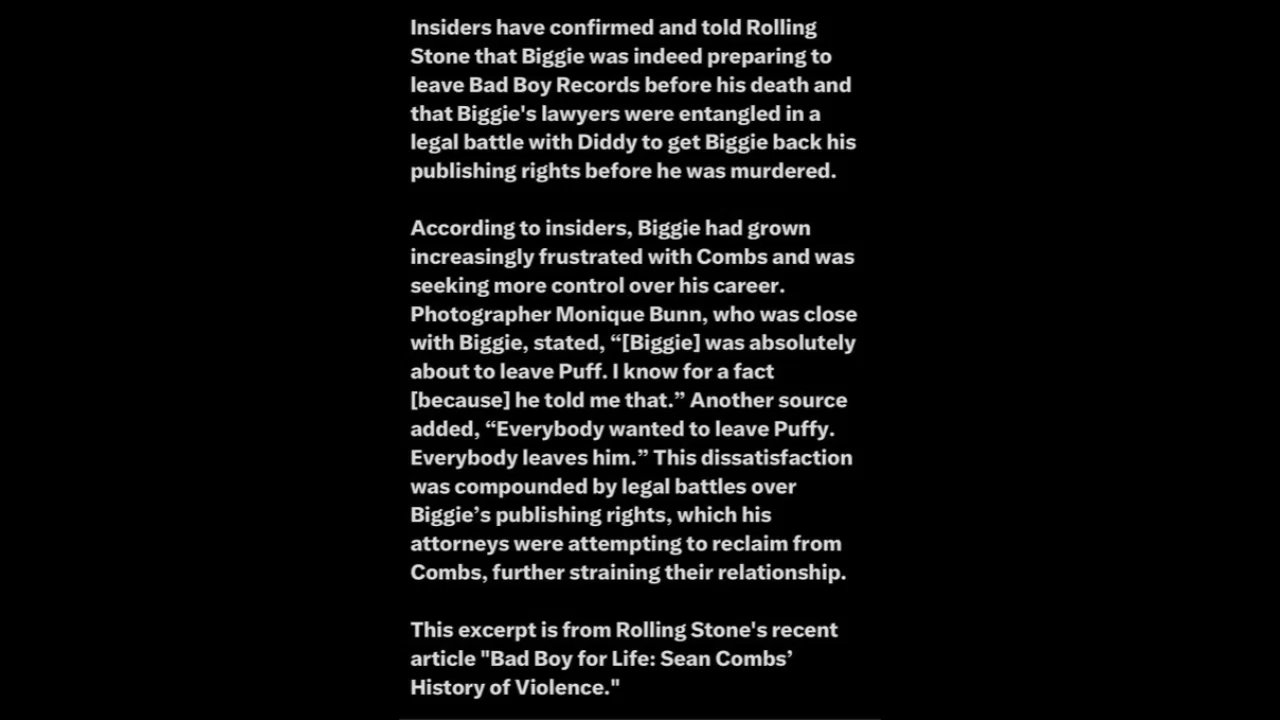 Insiders have confirmed and told Rolling
Stone that Biggie was indeed preparing to
leave Bad Boy Records before his death and
that Biggie's lawyers were entangled in a
legal battle with Diddy to get Biggie back his
publishing rights before he was murdered.
According to insiders, Biggie had grown
increasingly frustrated with Combs and was
seeking more control over his career.
Photographer Monique Bunn, who was close
with Biggie, stated, “[Biggie] was absolutely
about to leave Puff. I know for a fact
[because] he told me that.” Another source
added, “Everybody wanted to leave Puffy.
Everybody leaves him.” This dissatisfaction
was compounded by legal battles over
Biggie’s publishing rights, which his
attorneys were attempting to reclaim from
Combs, further straining their relationship.
This excerpt is from Rolling Stone's recent
article "Bad Boy for Life: Sean Combs’
History of Violence."